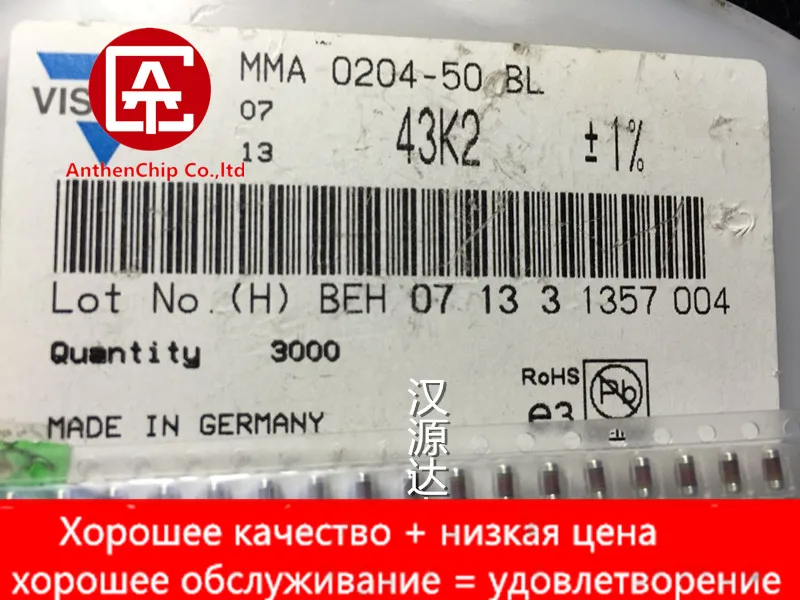 MMA 0204-50 BL
VIS
07
43K2 ±1%
13
AnthenChip Co.,ltd
Lot No.(H) BEH 07 13 3 1357 004
Quantity 3000
RoHS
Pb
e3
MADE IN GERMANY
汉源达
Хорошее качество + низкая цена
хорошее обслуживание = удовлетворение